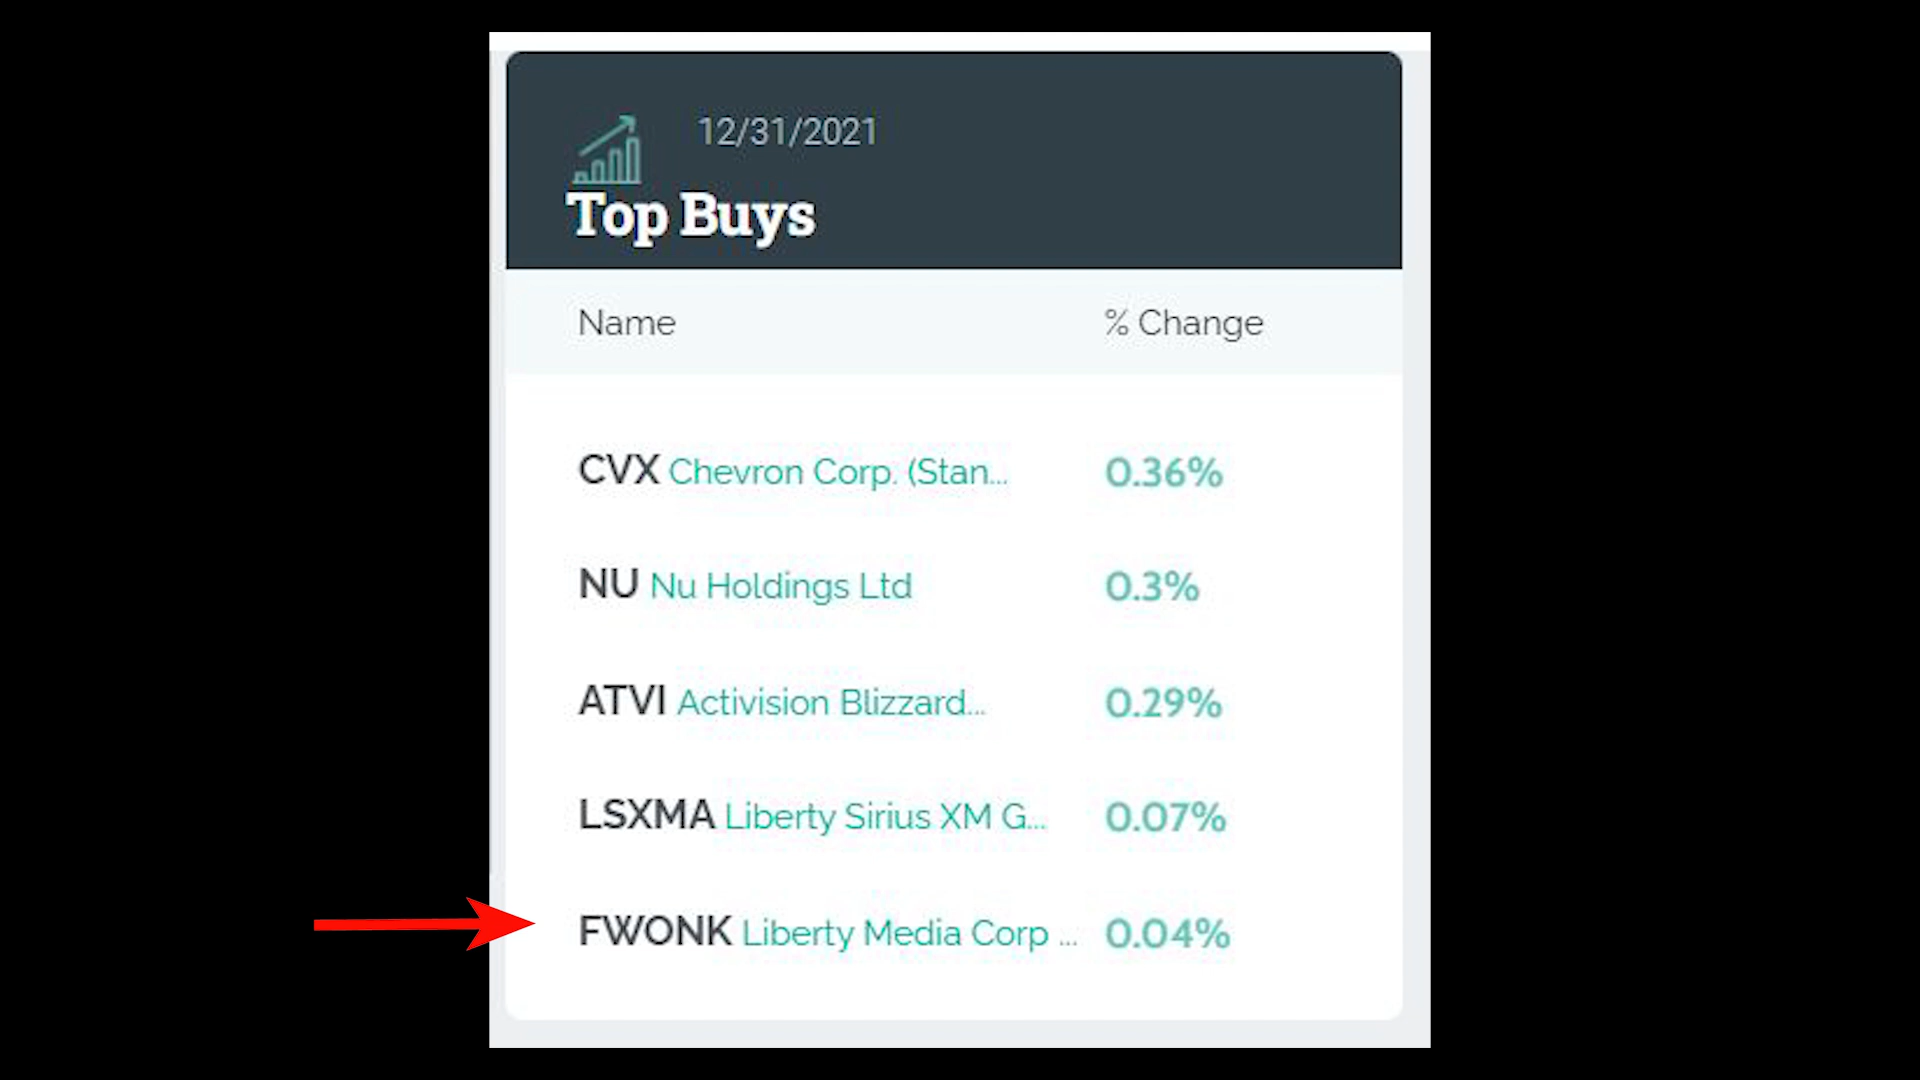 12/31/2021
Top Buys
Name % Change
CVX Chevron Corp. (Stan... 0.36%
NU Nu Holdings Ltd 0.3%
ATVI Activision Blizzard... 0.29%
LSXMA Liberty Sirius XM G... 0.07%
FWONK Liberty Media Corp ... 0.04%